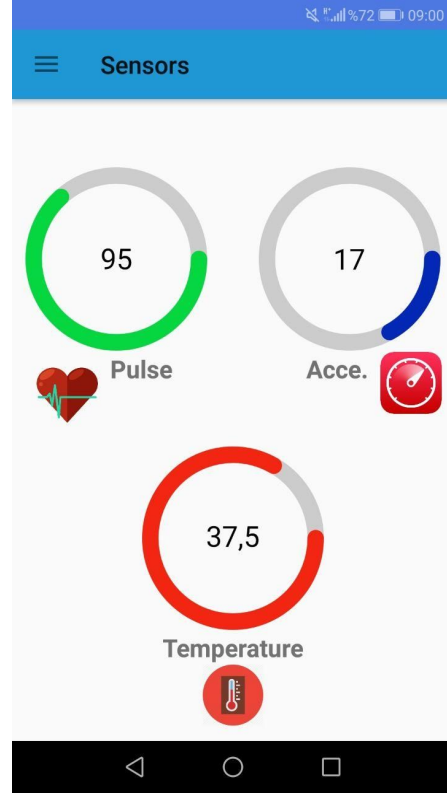 H+ %72 09:00
Sensors
95
17
Pulse
Acce.
37,5
Temperature